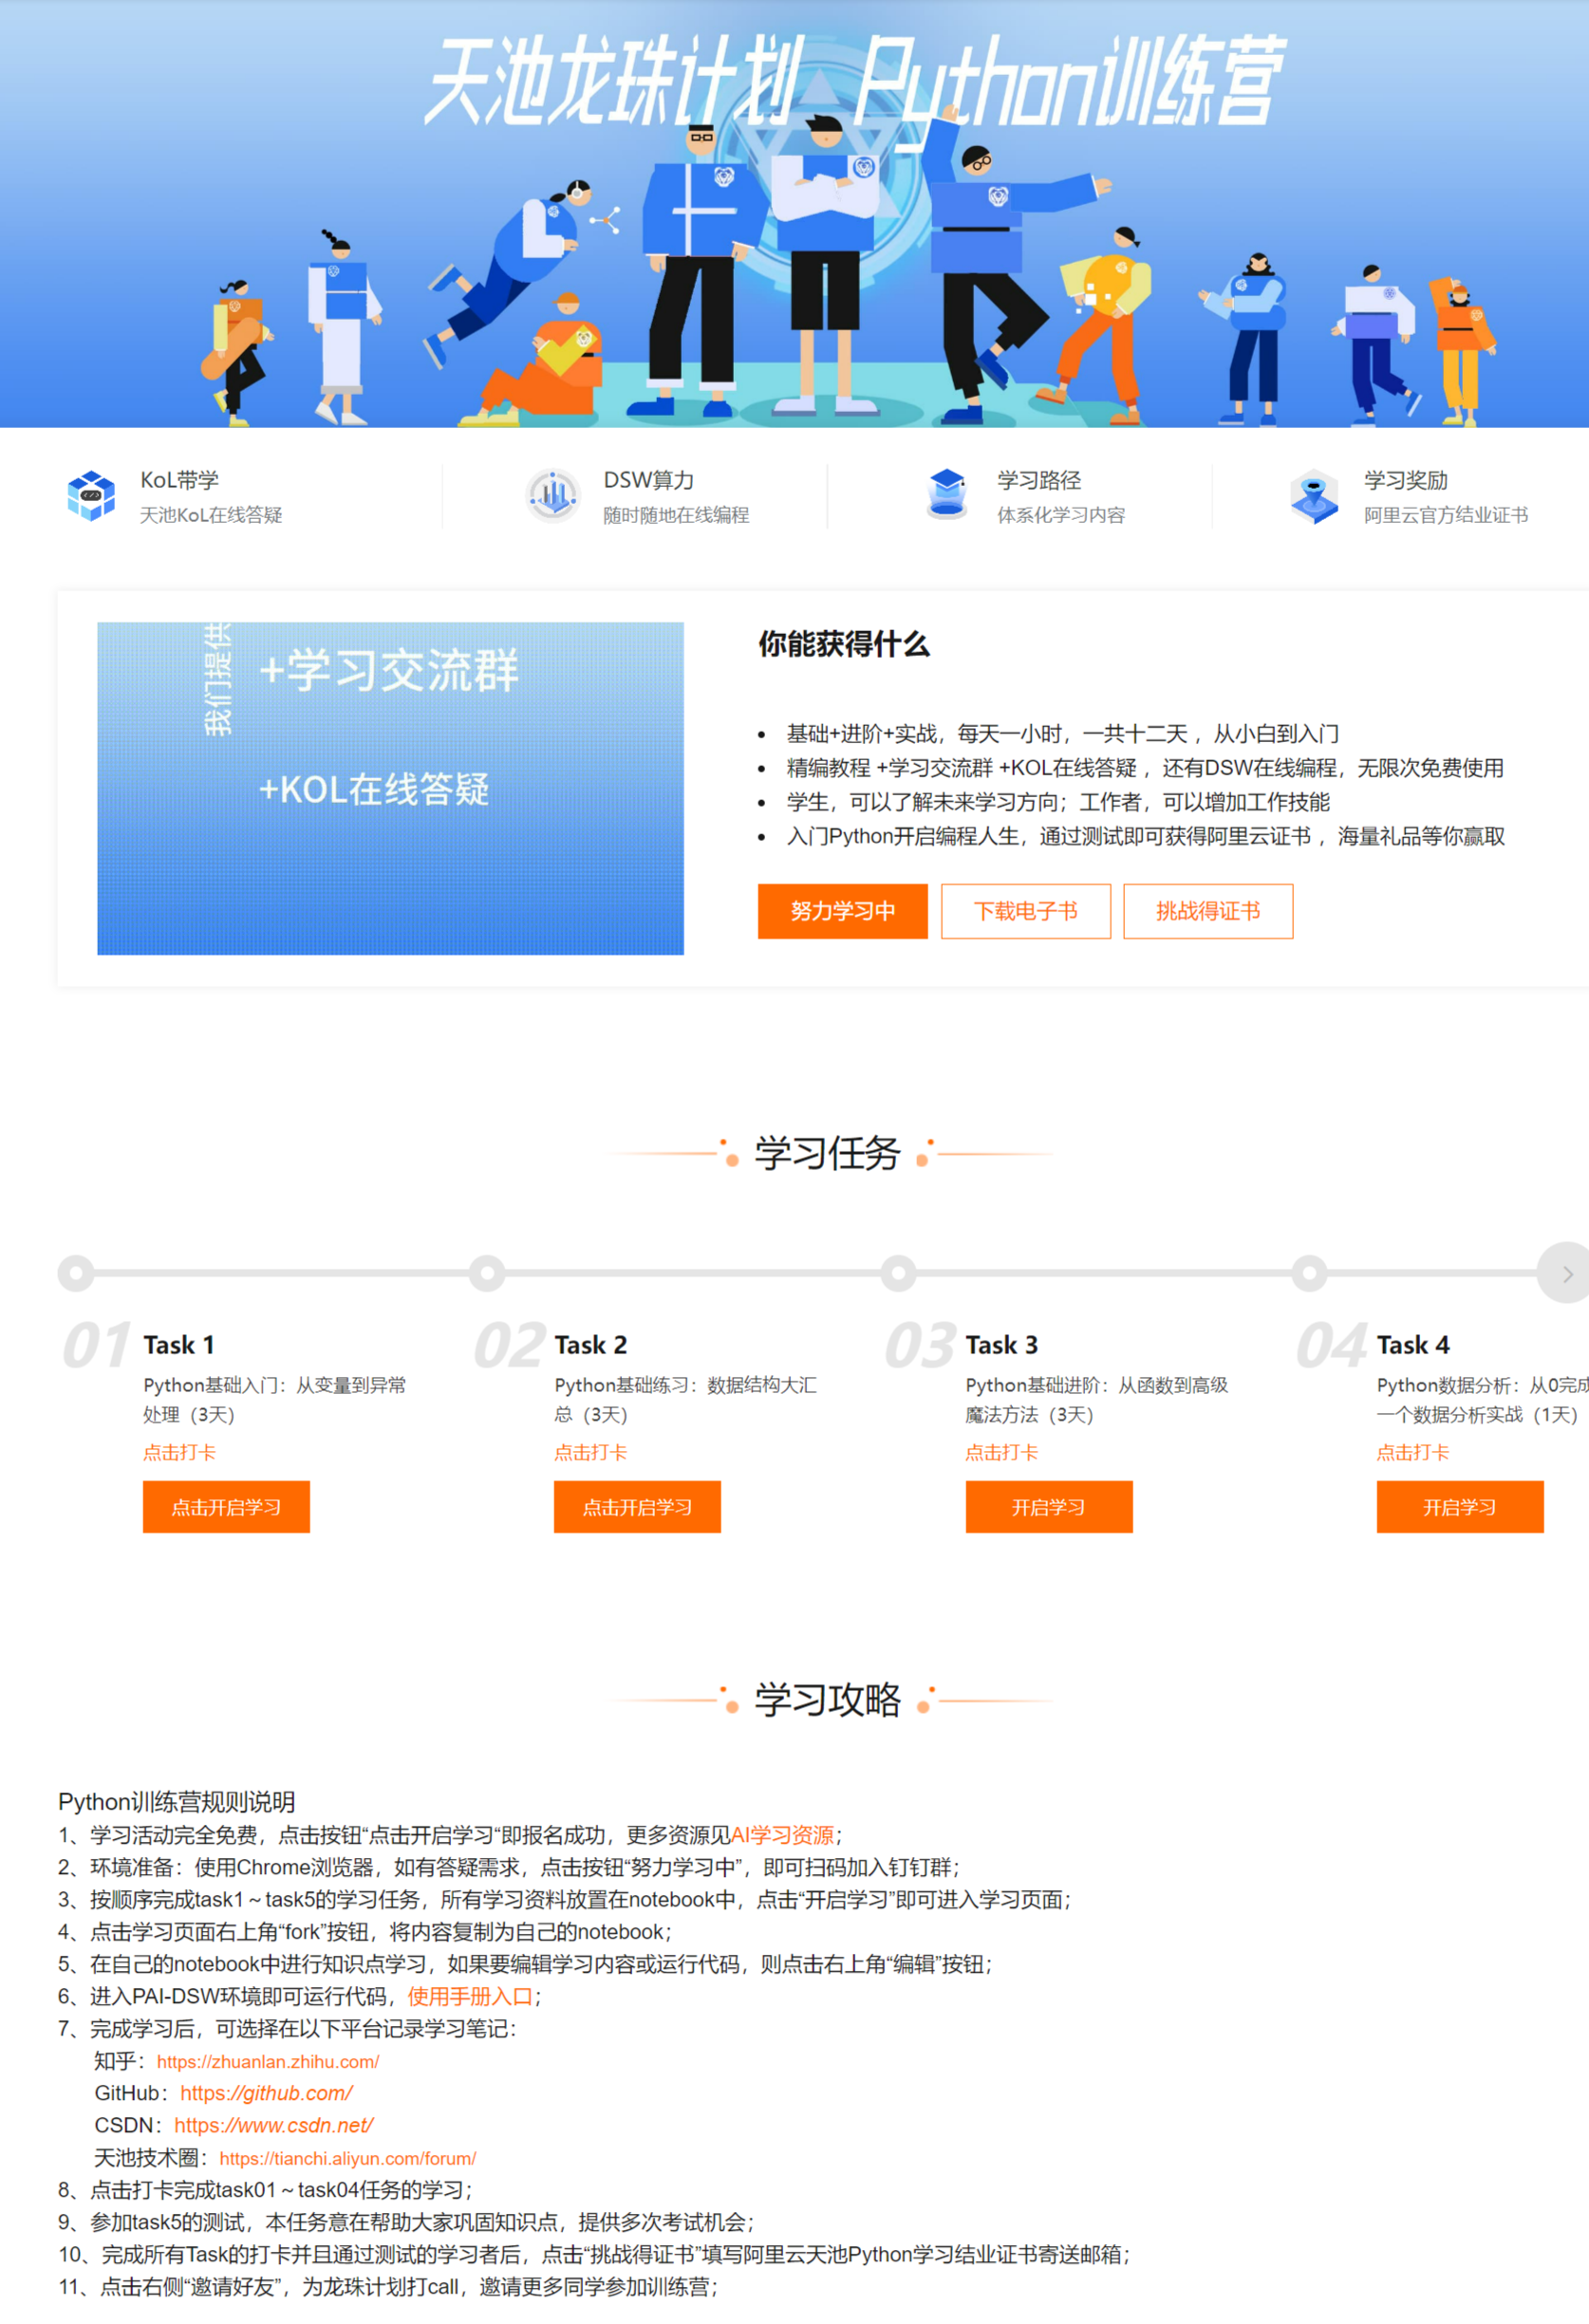 天池龙珠计划 Python训练营
KoL带学
天池KoL在线答疑
DSW算力
随时随地在线编程
学习路径
体系化学习内容
学习奖励
阿里云官方结业证书
我们提供
+学习交流群
+KOL在线答疑
你能获得什么
• 基础+进阶+实战，每天一小时，一共十二天 ，从小白到入门
• 精编教程 +学习交流群 +KOL在线答疑 ，还有DSW在线编程，无限次免费使用
• 学生，可以了解未来学习方向；工作者，可以增加工作技能
• 入门Python开启编程人生，通过测试即可获得阿里云证书 ，海量礼品等你赢取
努力学习中 下载电子书 挑战得证书
学习任务
01 Task 1
Python基础入门：从变量到异常
处理（3天）
点击打卡
点击开启学习
02 Task 2
Python基础练习：数据结构大汇
总（3天）
点击打卡
点击开启学习
03 Task 3
Python基础进阶：从函数到高级
魔法方法（3天）
点击打卡
开启学习
04 Task 4
Python数据分析：从0完成
一个数据分析实战（1天）
点击打卡
开启学习
学习攻略
Python训练营规则说明
1、学习活动完全免费，点击按钮“点击开启学习“即报名成功，更多资源见AI学习资源；
2、环境准备：使用Chrome浏览器，如有答疑需求，点击按钮“努力学习中”，即可扫码加入钉钉群；
3、按顺序完成task1～task5的学习任务，所有学习资料放置在notebook中，点击“开启学习”即可进入学习页面；
4、点击学习页面右上角“fork”按钮，将内容复制为自己的notebook；
5、在自己的notebook中进行知识点学习，如果要编辑学习内容或运行代码，则点击右上角“编辑”按钮；
6、进入PAI-DSW环境即可运行代码，使用手册入口；
7、完成学习后，可选择在以下平台记录学习笔记：
知乎：https://zhuanlan.zhihu.com/
GitHub：https://github.com/
CSDN：https://www.csdn.net/
天池技术圈：https://tianchi.aliyun.com/forum/
8、点击打卡完成task01～task04任务的学习；
9、参加task5的测试，本任务意在帮助大家巩固知识点，提供多次考试机会；
10、完成所有Task的打卡并且通过测试的学习者后，点击“挑战得证书”填写阿里云天池Python学习结业证书寄送邮箱；
11、点击右侧“邀请好友”，为龙珠计划打call，邀请更多同学参加训练营；